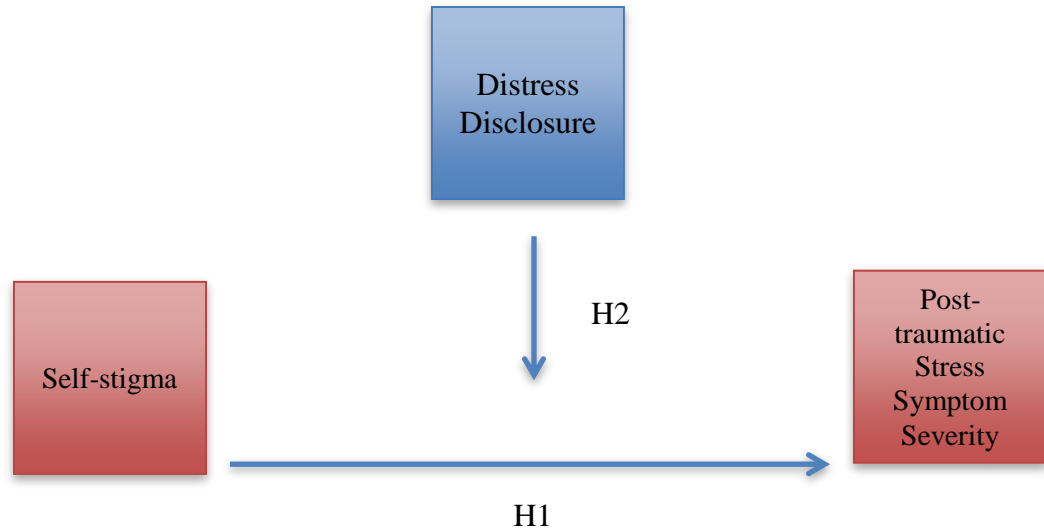 Distress
Disclosure
H2
Self-stigma
Post-
traumatic
Stress
Symptom
Severity
H1